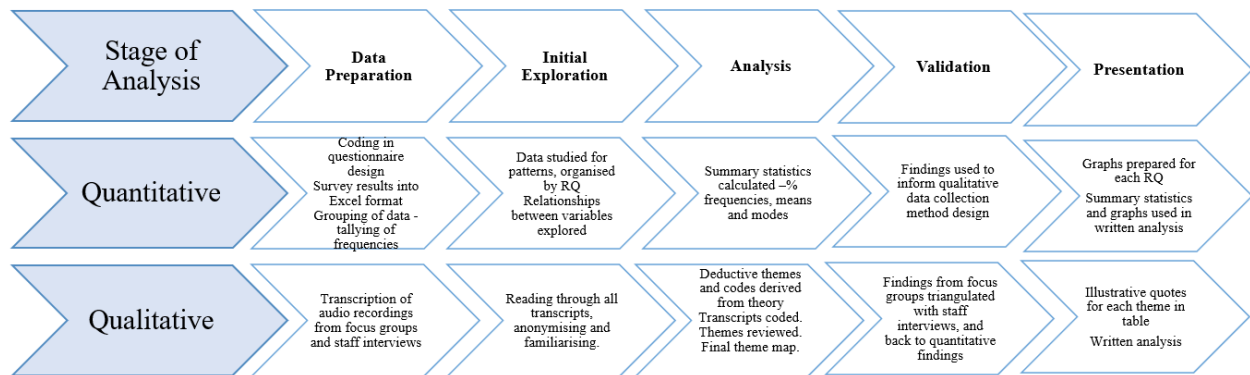 Stage of
Analysis
Data
Preparation
Initial
Exploration
Analysis
Validation
Presentation
Quantitative
Coding in
questionnaire
design
Survey results into
Excel format
Grouping of data -
tallying of
frequencies
Data studied for
patterns, organised
by RQ
Relationships
between variables
explored
Summary statistics
calculated –%
frequencies, means
and modes
Findings used to
inform qualitative
data collection
method design
Graphs prepared for
each RQ
Summary statistics
and graphs used in
written analysis
Qualitative
Transcription of
audio recordings
from focus groups
and staff interviews
Reading through all
transcripts,
anonymising and
familiarising.
Deductive themes
and codes derived
from theory
Transcripts coded.
Themes reviewed.
Final theme map.
Findings from focus
groups triangulated
with staff
interviews, and
back to quantitative
findings
Illustrative quotes
for each theme in
table
Written analysis